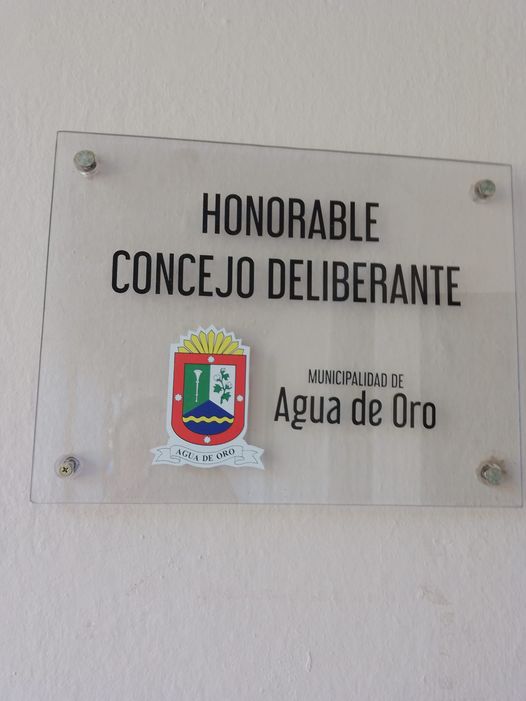 HONORABLE
CONCEJO DELIBERANTE
MUNICIPALIDAD DE
Agua de Oro
AGUA DE ORO